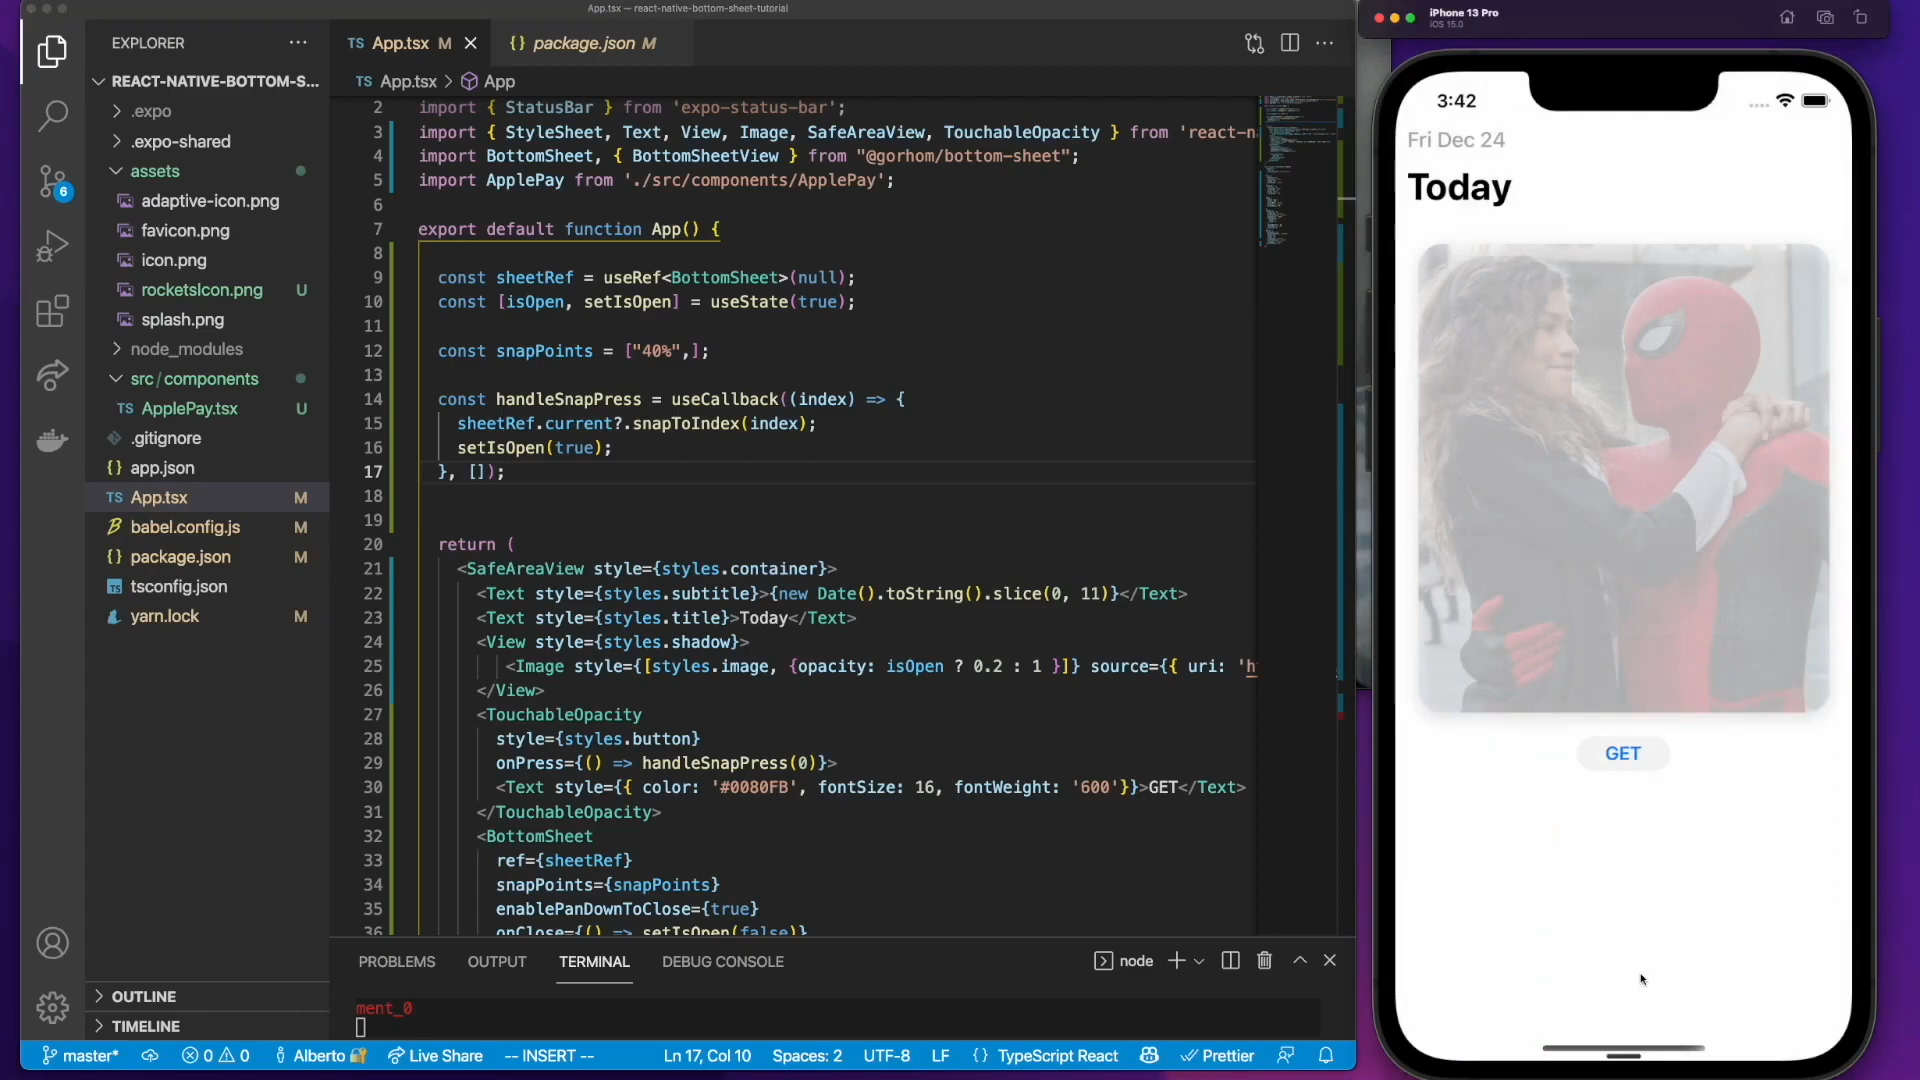 App.tsx — react-native-bottom-sheet-tutorial
EXPLORER
REACT-NATIVE-BOTTOM-S...
.expo
.expo-shared
assets
adaptive-icon.png
favicon.png
icon.png
rocketsIcon.png U
splash.png
node_modules
src/components
TS ApplePay.tsx U
.gitignore
{} app.json
TS App.tsx M
babel.config.js M
{} package.json M
tsconfig.json
yarn.lock M
OUTLINE
TIMELINE
6
TS App.tsx M
{} package.json M
TS App.tsx > App
2 import { StatusBar } from 'expo-status-bar';
3 import { StyleSheet, Text, View, Image, SafeAreaView, TouchableOpacity } from 'react-na
4 import BottomSheet, { BottomSheetView } from "@gorhom/bottom-sheet";
5 import ApplePay from './src/components/ApplePay';
6
7 export default function App() {
8
9 const sheetRef = useRef<BottomSheet>(null);
10 const [isOpen, setIsOpen] = useState(true);
11
12 const snapPoints = ["40%",];
13
14 const handleSnapPress = useCallback((index) => {
15 sheetRef.current?.snapToIndex(index);
16 setIsOpen(true);
17 }, []);
18
19
20 return (
21 <SafeAreaView style={styles.container}>
22 <Text style={styles.subtitle}>{new Date().toString().slice(0, 11)}</Text>
23 <Text style={styles.title}>Today</Text>
24 <View style={styles.shadow}>
25 <Image style={[styles.image, {opacity: isOpen ? 0.2 : 1 }]} source={{ uri: 'h
26 </View>
27 <TouchableOpacity
28 style={styles.button}
29 onPress={() => handleSnapPress(0)}>
30 <Text style={{ color: '#0080FB', fontSize: 16, fontWeight: '600'}}>GET</Text>
31 </TouchableOpacity>
32 <BottomSheet
33 ref={sheetRef}
34 snapPoints={snapPoints}
35 enablePanDownToClose={true}
36 onClose={() => setIsOpen(false)}
PROBLEMS OUTPUT TERMINAL DEBUG CONSOLE
node
ment_0
master* 0 0 Alberto Live Share -- INSERT -- Ln 17, Col 10 Spaces: 2 UTF-8 LF {} TypeScript React Prettier
iPhone 13 Pro
iOS 15.0
3:42
Fri Dec 24
Today
GET